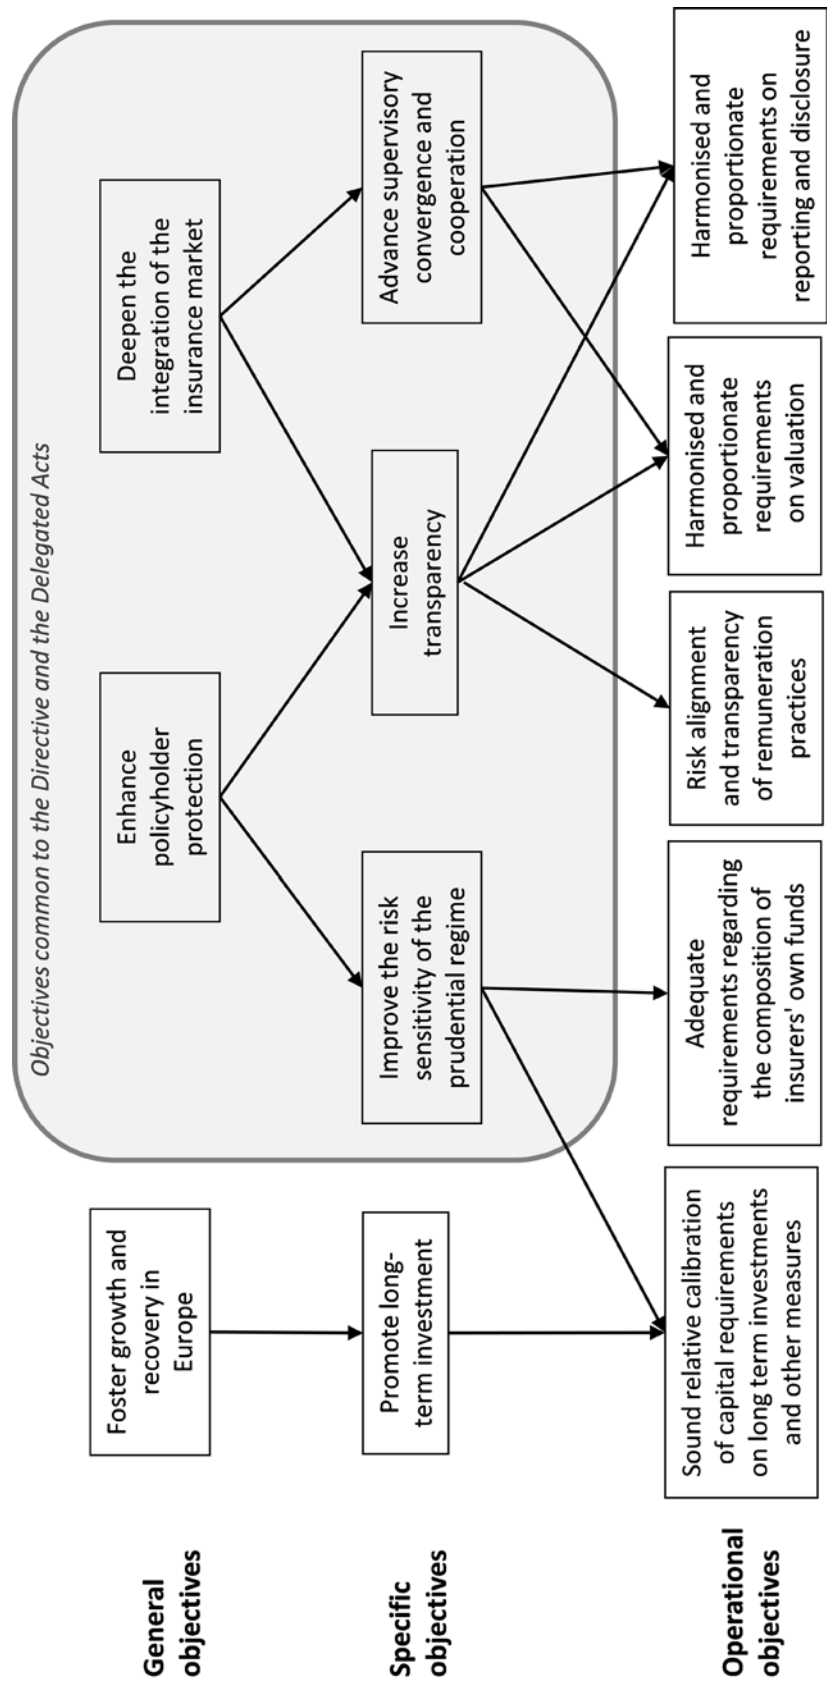 Objectives common to the Directive and the Delegated Acts
General
objectives
Foster growth and
recovery in
Europe
Enhance
policyholder
protection
Deepen the
integration of the
insurance market
Specific
objectives
Promote long-
term investment
Improve the risk
sensitivity of the
prudential regime
Increase
transparency
Advance supervisory
convergence and
cooperation
Operational
objectives
Sound relative calibration
of capital requirements
on long term investments
and other measures
Adequate
requirements regarding
the composition of
insurers' own funds
Risk alignment
and transparency
of remuneration
practices
Harmonised and
proportionate
requirements
on valuation
Harmonised and
proportionate
requirements on
reporting and disclosure